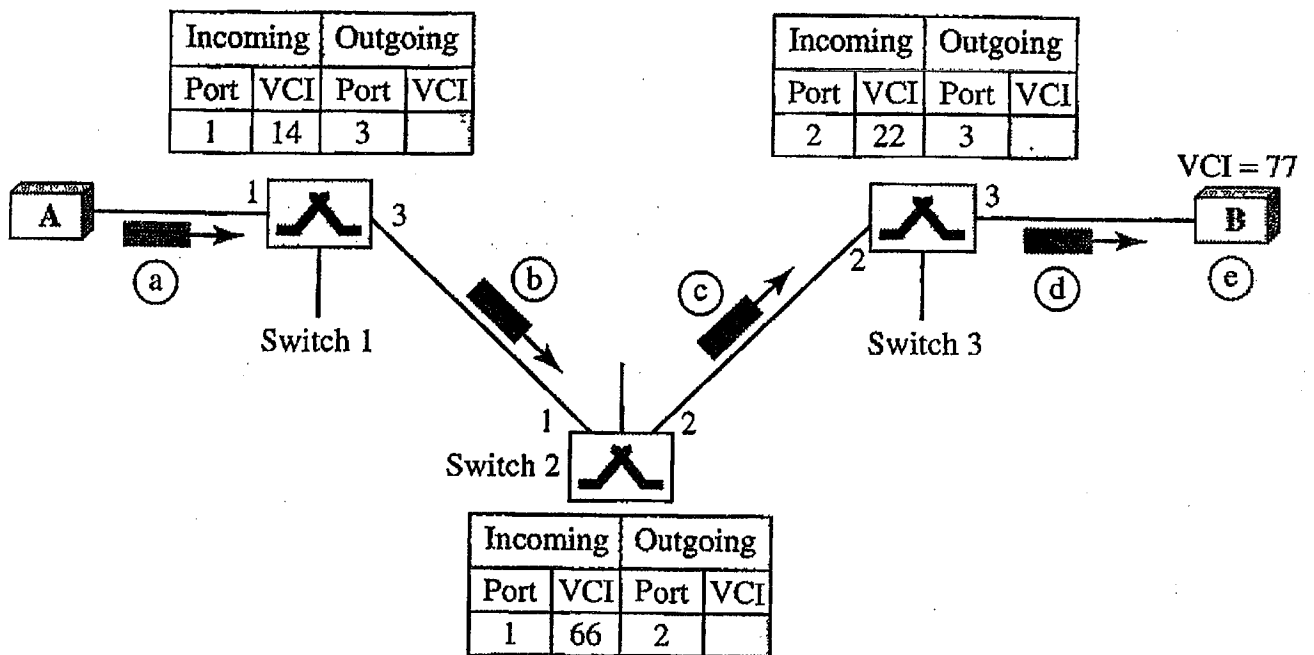 Incoming Outgoing
Port VCI Port VCI
1 14 3
Incoming Outgoing
Port VCI Port VCI
2 22 3
VCI = 77
A
1
3
a
b
Switch 1
c
2
3
d
B
e
Switch 3
1
2
Switch 2
Incoming Outgoing
Port VCI Port VCI
1 66 2